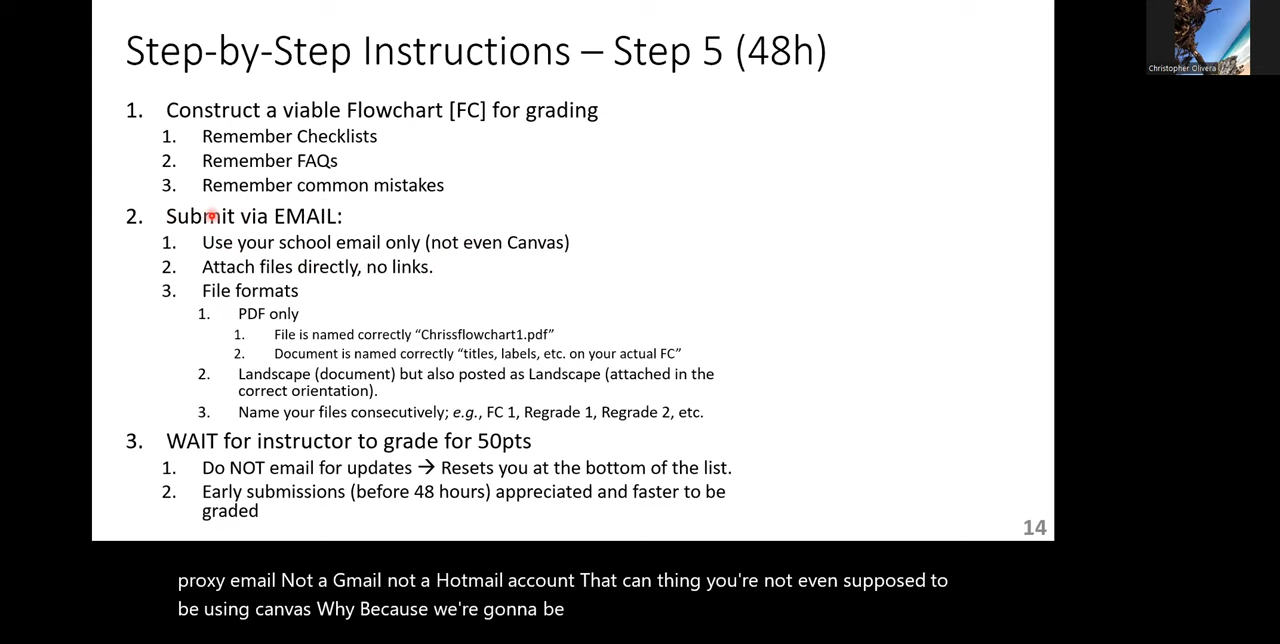 Step-by-Step Instructions – Step 5 (48h)
Christopher Olivera
1. Construct a viable Flowchart [FC] for grading
1. Remember Checklists
2. Remember FAQs
3. Remember common mistakes
2. Submit via EMAIL:
1. Use your school email only (not even Canvas)
2. Attach files directly, no links.
3. File formats
1. PDF only
1. File is named correctly “Chrissflowchart1.pdf”
2. Document is named correctly “titles, labels, etc. on your actual FC”
2. Landscape (document) but also posted as Landscape (attached in the
correct orientation).
3. Name your files consecutively; e.g., FC 1, Regrade 1, Regrade 2, etc.
3. WAIT for instructor to grade for 50pts
1. Do NOT email for updates → Resets you at the bottom of the list.
2. Early submissions (before 48 hours) appreciated and faster to be
graded
14
proxy email Not a Gmail not a Hotmail account That can thing you're not even supposed to
be using canvas Why Because we're gonna be